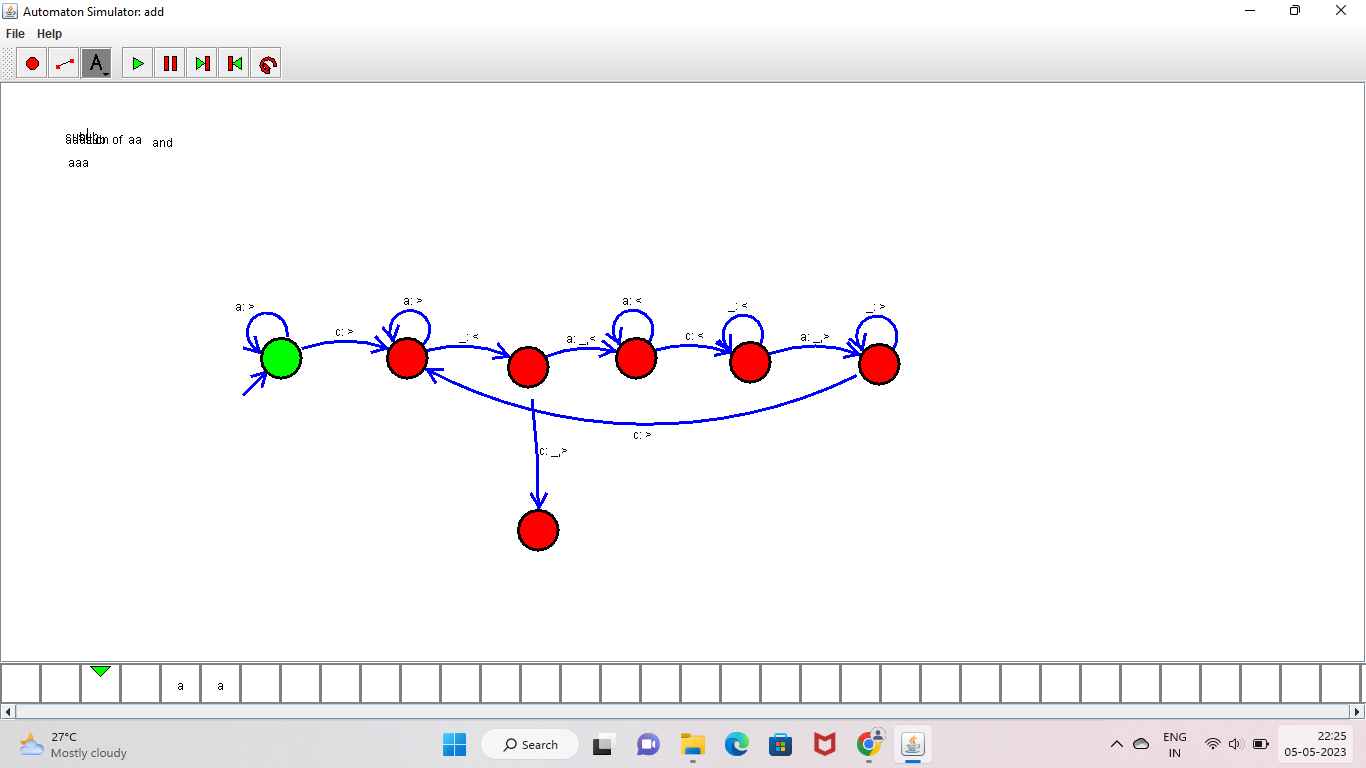 Automaton Simulator: add
File Help
A
of aa and
aaa
a: >
c: >
a: >
_: <
a: _,<
a: <
c: <
_: <
a: _,>
_: >
c: >
c: _,>
a a
27°C
Mostly cloudy
Search
ENG
IN
22:25
05-05-2023